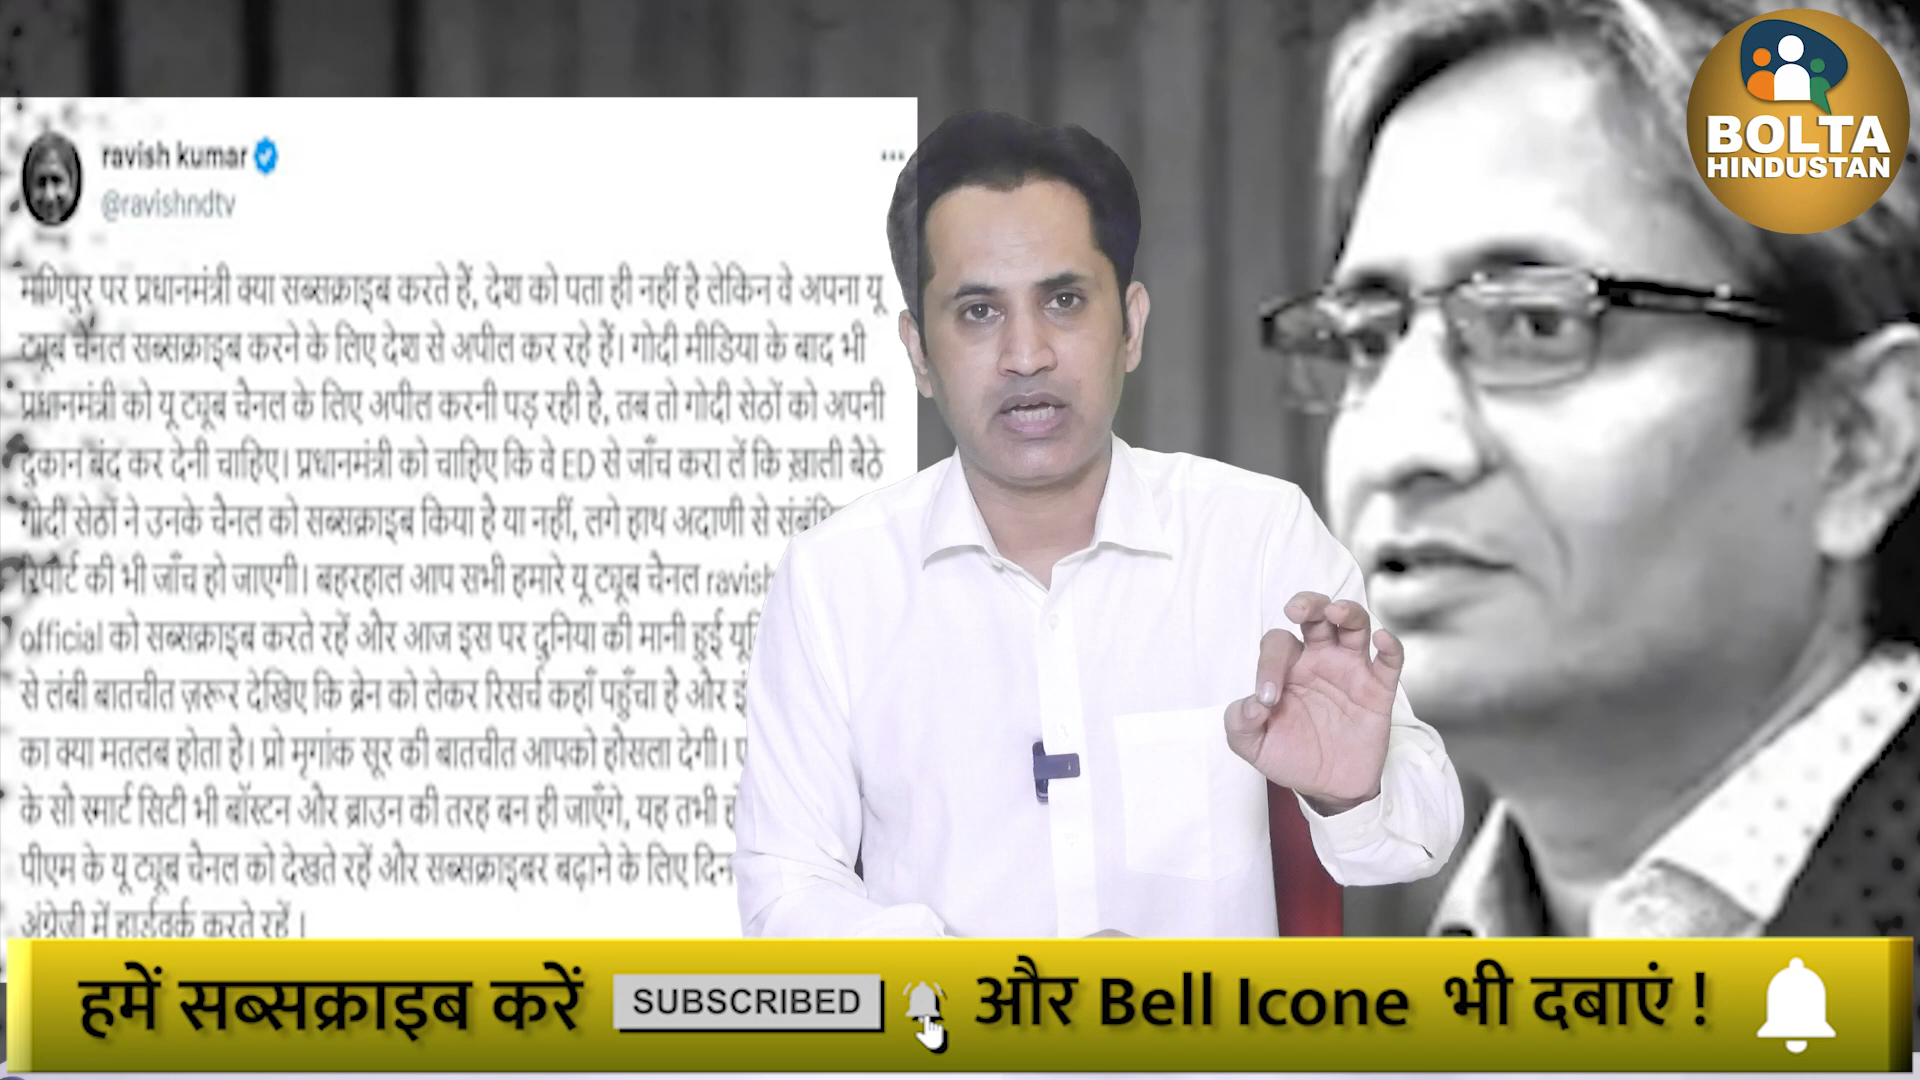 BOLTA
HINDUSTAN
ravish kumar
@ravishndtv
मणिपुर पर प्रधानमंत्री क्या सब्सक्राइब करते हैं, देश को पता ही नहीं है लेकिन वे अपना यू
ट्यूब चैनल सब्सक्राइब करने के लिए देश से अपील कर रहे हैं। गोदी मीडिया के बाद भी
प्रधानमंत्री को यू ट्यूब चैनल के लिए अपील करनी पड़ रही है, तब तो गोदी सेठों को अपनी
दुकान बंद कर देनी चाहिए। प्रधानमंत्री को चाहिए कि वे ED से जाँच करा लें कि ख़ाली बैठे
गोदी सेठों ने उनके चैनल को सब्सक्राइब किया है या नहीं, लगे हाथ अदाणी से
रिपोर्ट की भी जाँच हो जाएगी। बहरहाल आप सभी हमारे यू ट्यूब चैनल ravish
official को सब्सक्राइब करते रहें और आज इस पर दुनिया की मानी हुई
से लंबी बातचीत ज़रूर देखिए कि ब्रेन को लेकर रिसर्च कहाँ पहुँचा है और
का क्या मतलब होता है। प्रो मृगांक सूर की बातचीत आपको हौसला देगी।
के सौ स्मार्ट सिटी भी बॉस्टन और ब्राउन की तरह बन ही जाएँगे, यह तभी
पीएम के यू ट्यूब चैनल को देखते रहें और सब्सक्राइबर बढ़ाने के लिए दिन
अंग्रेज़ी में हार्डवर्क करते रहें ।
हमें सब्सक्राइब करें SUBSCRIBED और Bell Icone भी दबाएं !